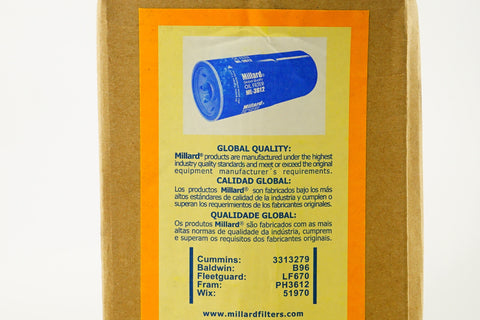 Millard®
OIL FILTER
ML-3612
Millard®
GLOBAL QUALITY:
Millard® products are manufactured under the highest
industry quality standards and meet or exceed the original
equipment manufacturer´s requirements.
CALIDAD GLOBAL:
Los productos Millard® son fabricados bajo los más
altos estándares de calidad de la industria y cumplen o
superan los requerimientos de los fabricantes originales.
QUALIDADE GLOBAL:
Os produtos Millard® são fabricados com as mais
altas normas de qualidade da indústria, cumprem
e superam os requisitos dos fabricantes originales.
Cummins: 3313279
Baldwin: B96
Fleetguard: LF670
Fram: PH3612
Wix: 51970
www.millardfilters.com